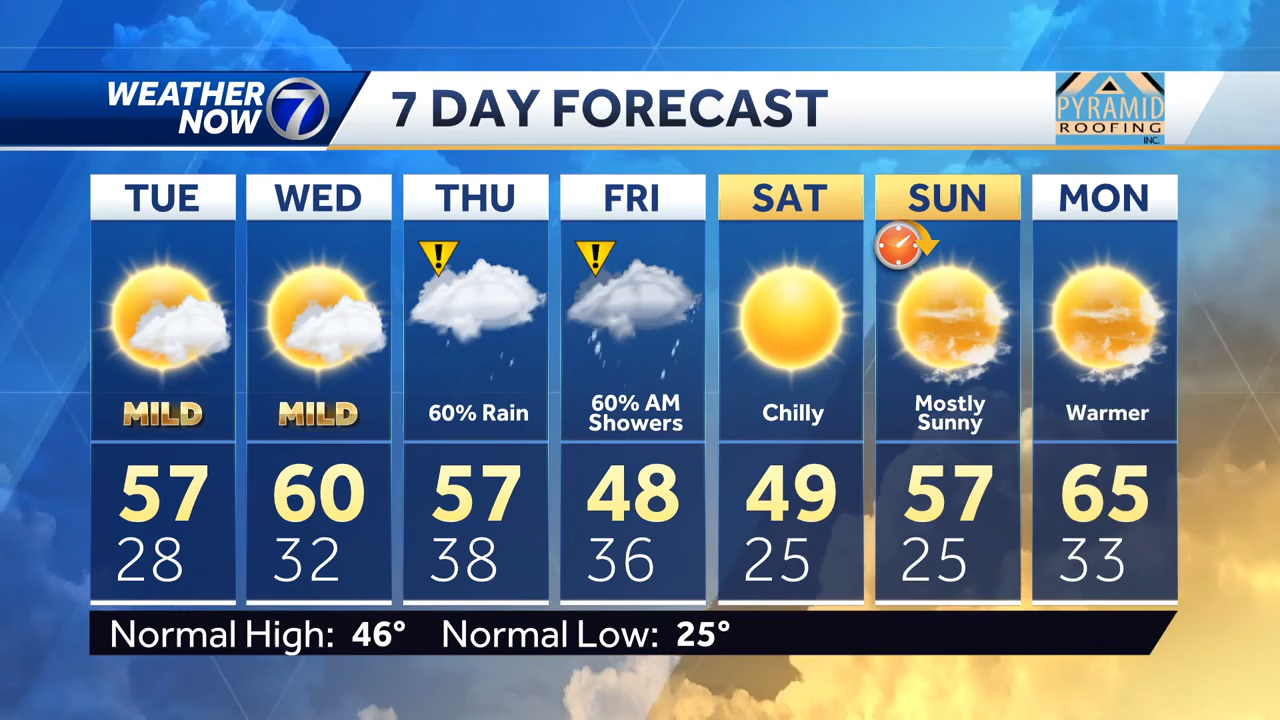 WEATHER
NOW 7
7 DAY FORECAST
PYRAMID
ROOFING
INC.
TUE WED THU FRI SAT SUN MON
! !
MILD MILD 60% Rain 60% AM Showers Chilly Mostly Sunny Warmer
57 60 57 48 49 57 65
28 32 38 36 25 25 33
Normal High: 46° Normal Low: 25°